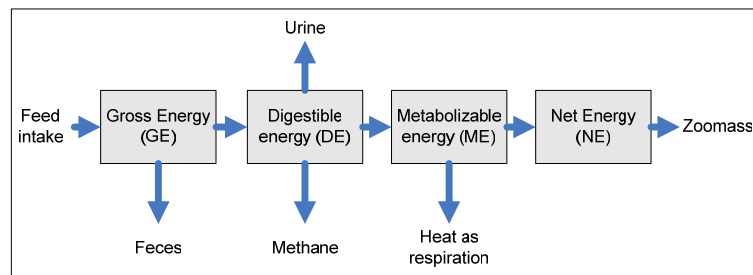 Urine
Feed
intake
Gross Energy
(GE)
Digestible
energy (DE)
Metabolizable
energy (ME)
Net Energy
(NE)
Zoomass
Feces
Methane
Heat as
respiration